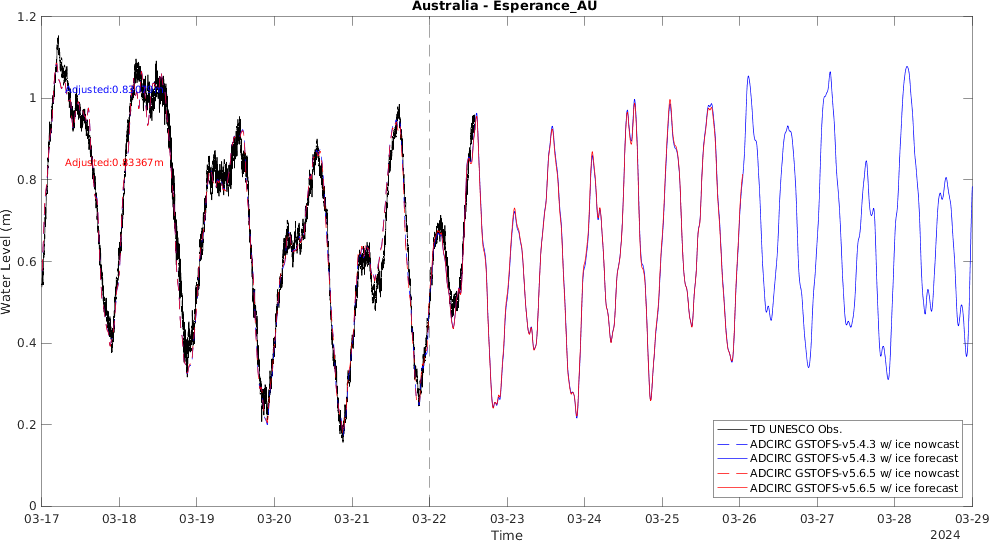 Australia - Esperance_AU
Water Level (m)
1.2
1
0.8
0.6
0.4
0.2
0
Adjusted:0.83
Adjusted:0.83367m
03-17
03-18
03-19
03-20
03-21
03-22
03-23
03-24
03-25
03-26
03-27
03-28
03-29
Time
2024
TD UNESCO Obs.
ADCIRC GSTOFS-v5.4.3 w/ ice nowcast
ADCIRC GSTOFS-v5.4.3 w/ ice forecast
ADCIRC GSTOFS-v5.6.5 w/ ice nowcast
ADCIRC GSTOFS-v5.6.5 w/ ice forecast